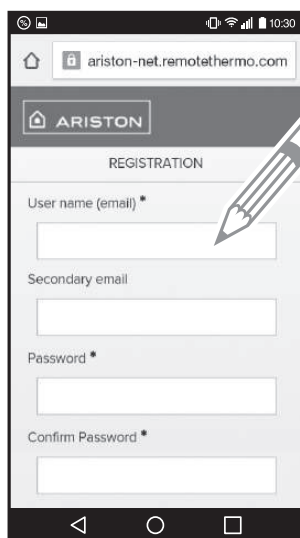 10:30
ariston-net.remotethermo.com
ARISTON
REGISTRATION
User name (email) *
Secondary email
Password *
Confirm Password *